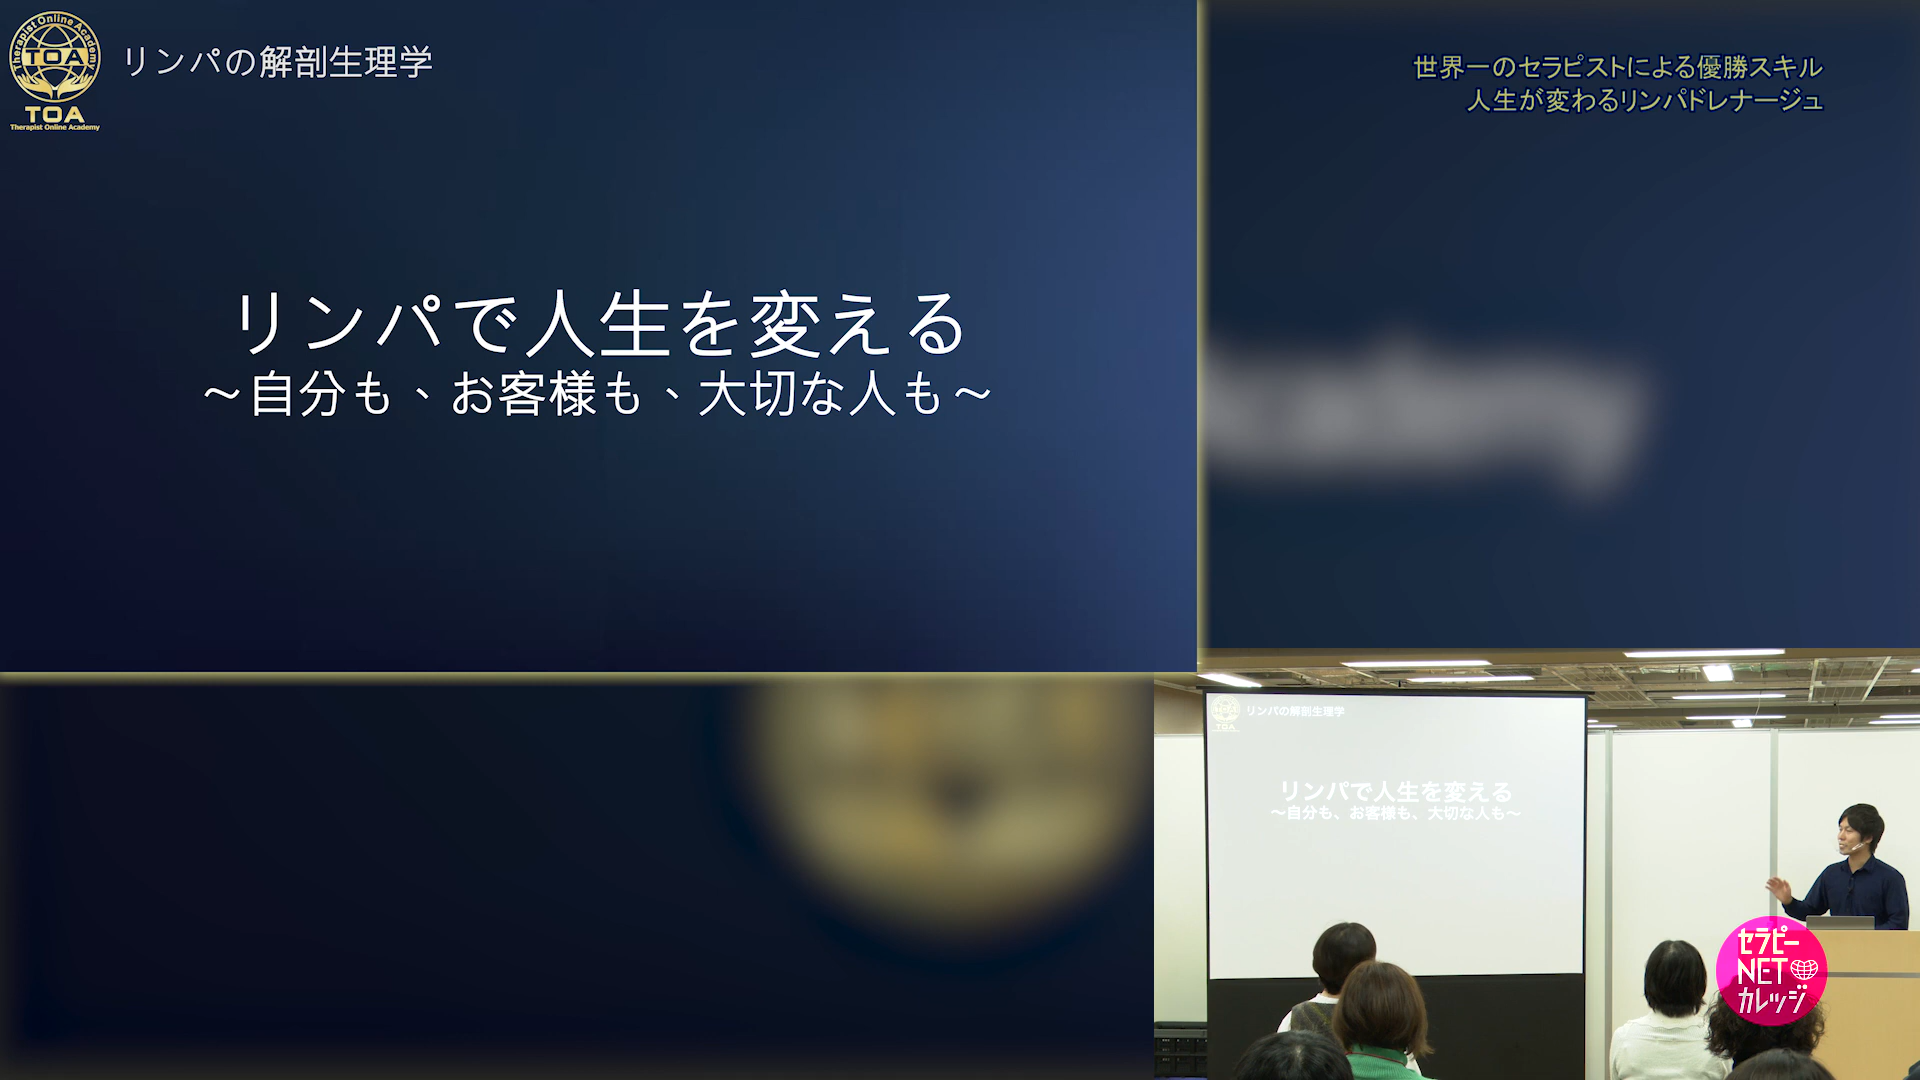 Therapist Online Academy
TOA
TOA
Therapist Online Academy
リンパの解剖生理学
世界一のセラピストによる優勝スキル
人生が変わるリンパドレナージュ
リンパで人生を変える
～自分も、お客様も、大切な人も～
リンパの解剖生理学
TOA
リンパで人生を変える
～自分も、お客様も、大切な人も～
セラピー
NET
カレッジ